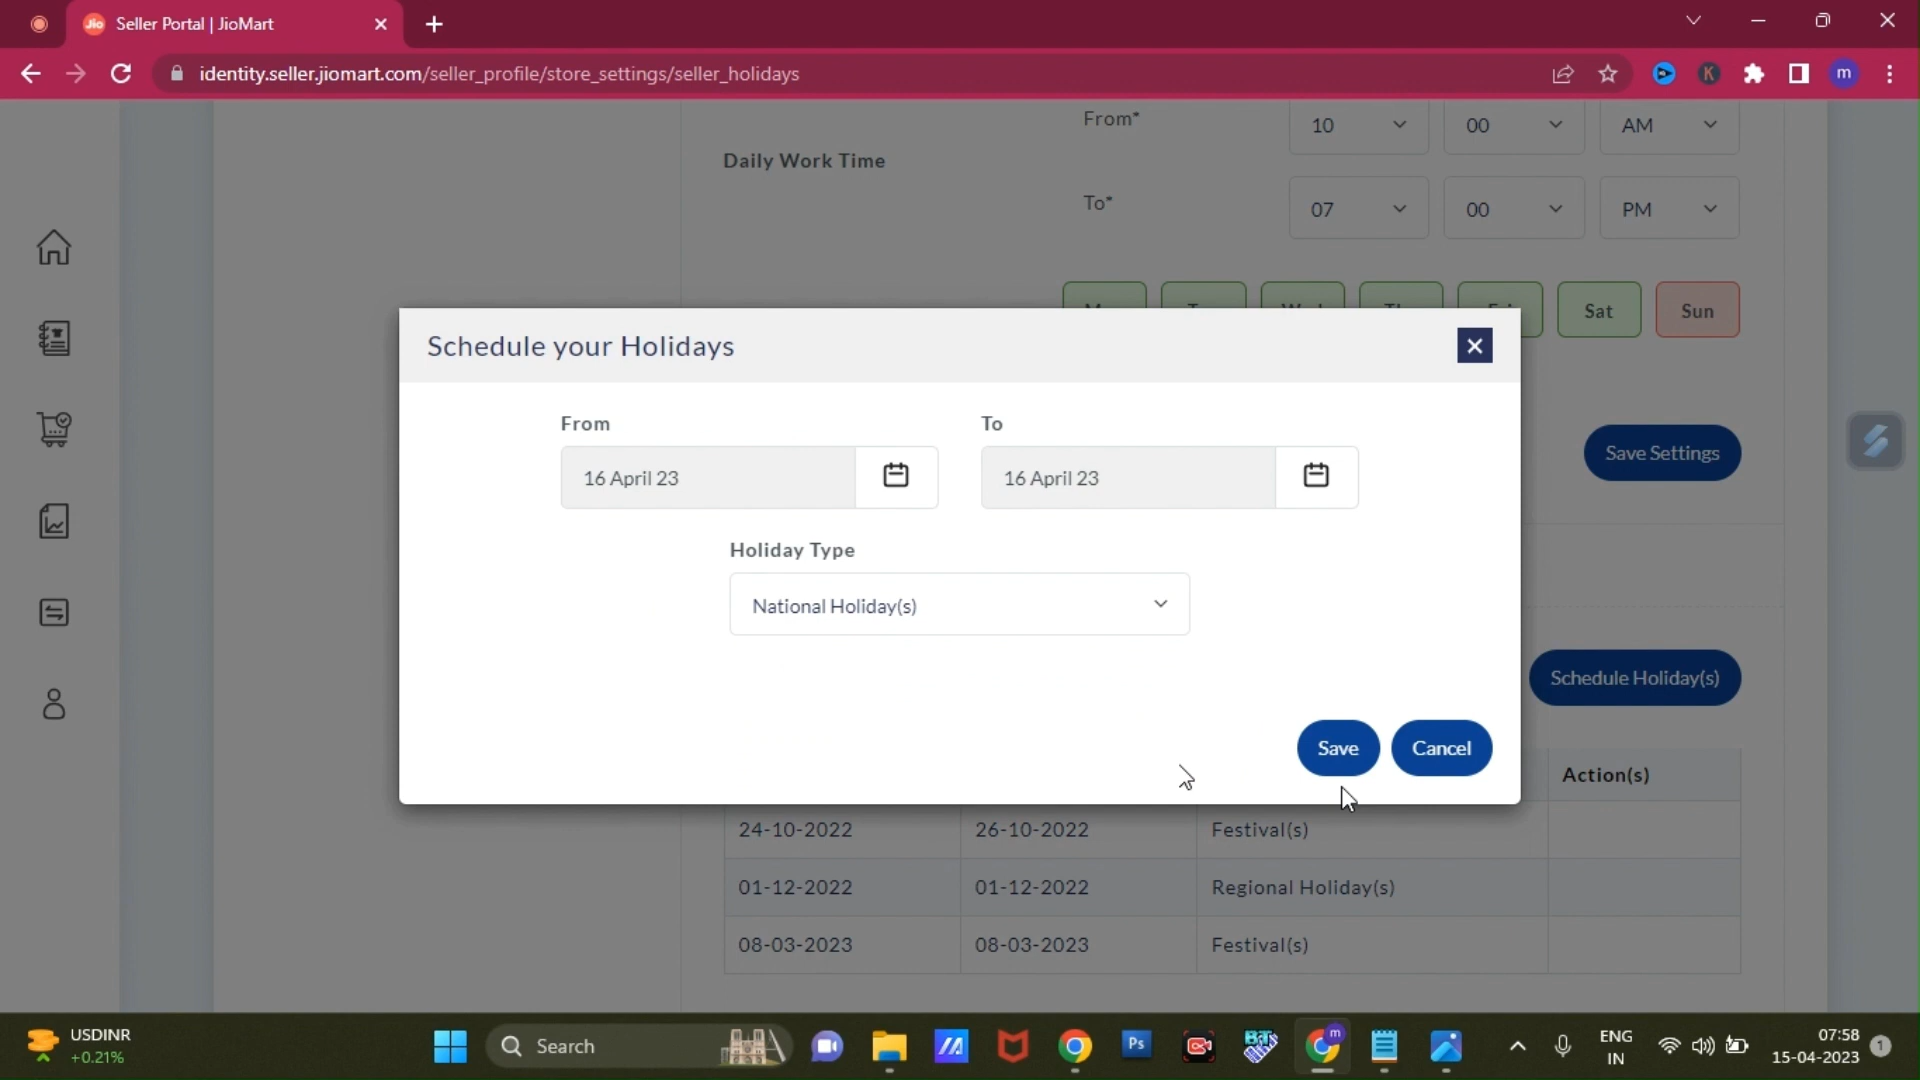 Seller Portal | JioMart
identity.seller.jiomart.com/seller_profile/store_settings/seller_holidays
K
m
From*
10
00
AM
Daily Work Time
To*
07
00
PM
Sat
Sun
Schedule your Holidays
From
To
16 April 23
16 April 23
Save Settings
Holiday Type
National Holiday(s)
Schedule Holiday(s)
Save
Cancel
Action(s)
24-10-2022
26-10-2022
Festival(s)
01-12-2022
01-12-2022
Regional Holiday(s)
08-03-2023
08-03-2023
Festival(s)
USDINR
+0.21%
Search
Ps
m
ENG
IN
07:58
15-04-2023
1